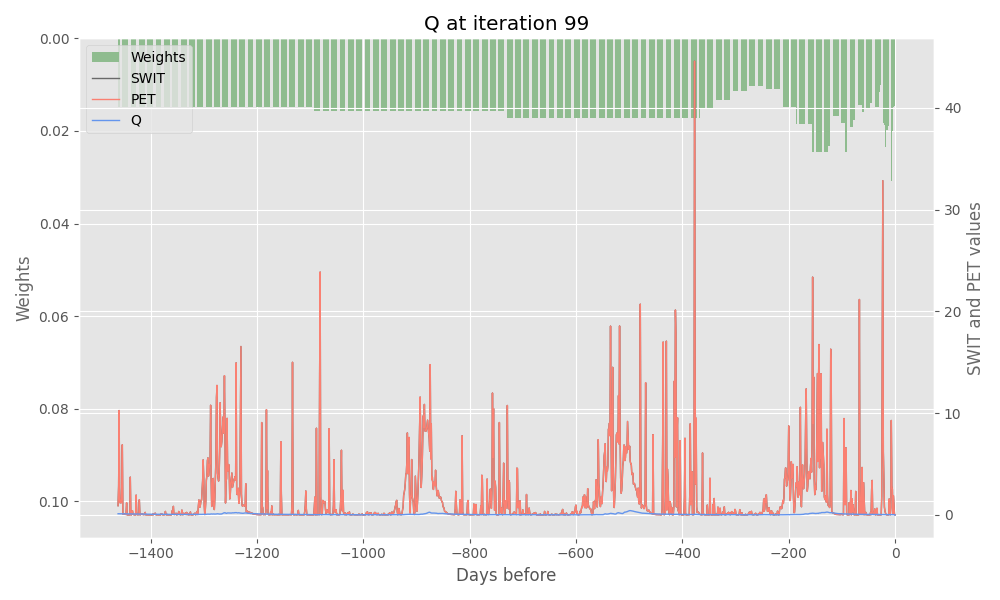 Q at iteration 99
Weights
SWIT
PET
Q
0.00
0.02
0.04
0.06
0.08
0.10
Weights
40
30
20
10
0
SWIT and PET values
−1400
−1200
−1000
−800
−600
−400
−200
0
Days before